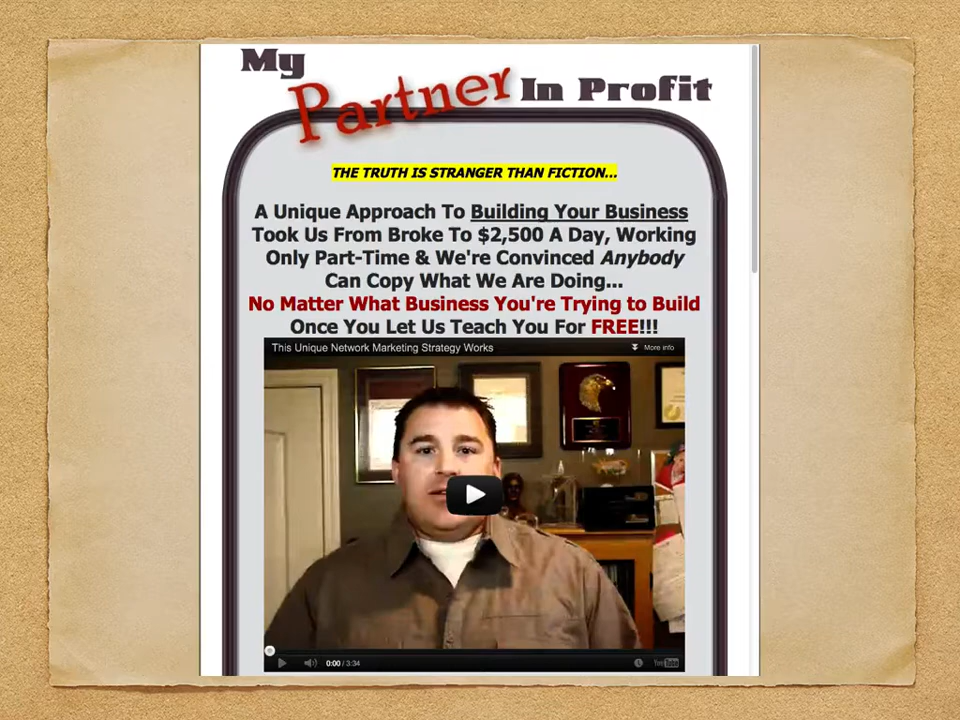 My
Partner In Profit
THE TRUTH IS STRANGER THAN FICTION...
A Unique Approach To Building Your Business
Took Us From Broke To $2,500 A Day, Working
Only Part-Time & We're Convinced Anybody
Can Copy What We Are Doing...
No Matter What Business You're Trying to Build
Once You Let Us Teach You For FREE!!!
This Unique Network Marketing Strategy Works
More info
0:00 / 3:34
YouTube